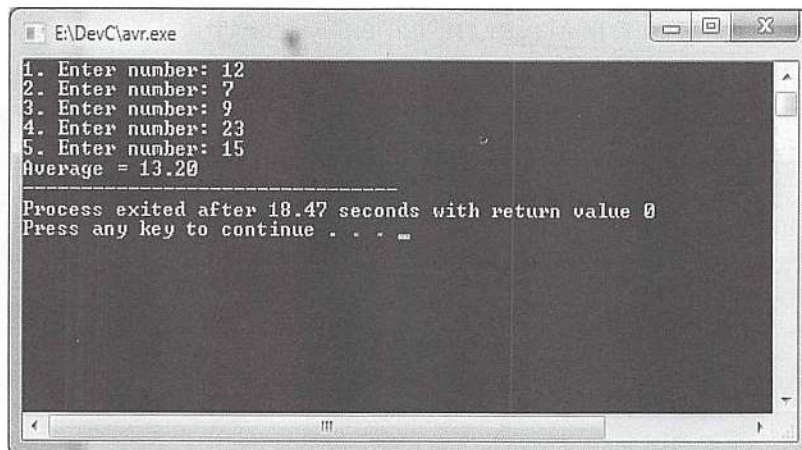 E:\DevC\avr.exe
1. Enter number: 12
2. Enter number: 7
3. Enter number: 9
4. Enter number: 23
5. Enter number: 15
Average = 13.20
--------------------------------
Process exited after 18.47 seconds with return value 0
Press any key to continue . . .